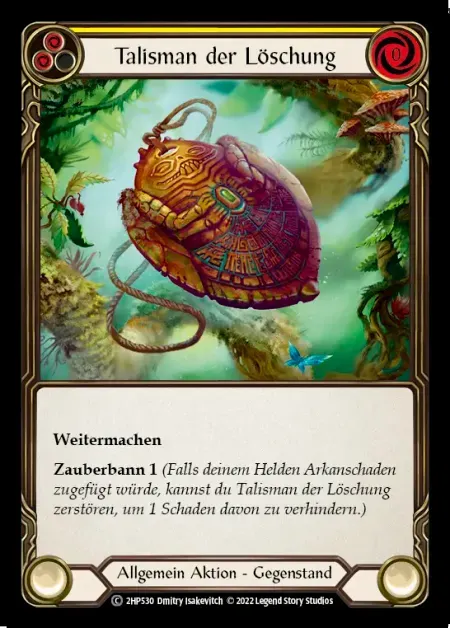 Talisman der Löschung
0
Weitermachen
Zauberbann 1 (Falls deinem Helden Arkanschaden
zugefügt würde, kannst du Talisman der Löschung
zerstören, um 1 Schaden davon zu verhindern.)
Allgemein Aktion - Gegenstand
C 2HP530 Dmitry Isakevitch © 2022 Legend Story Studios